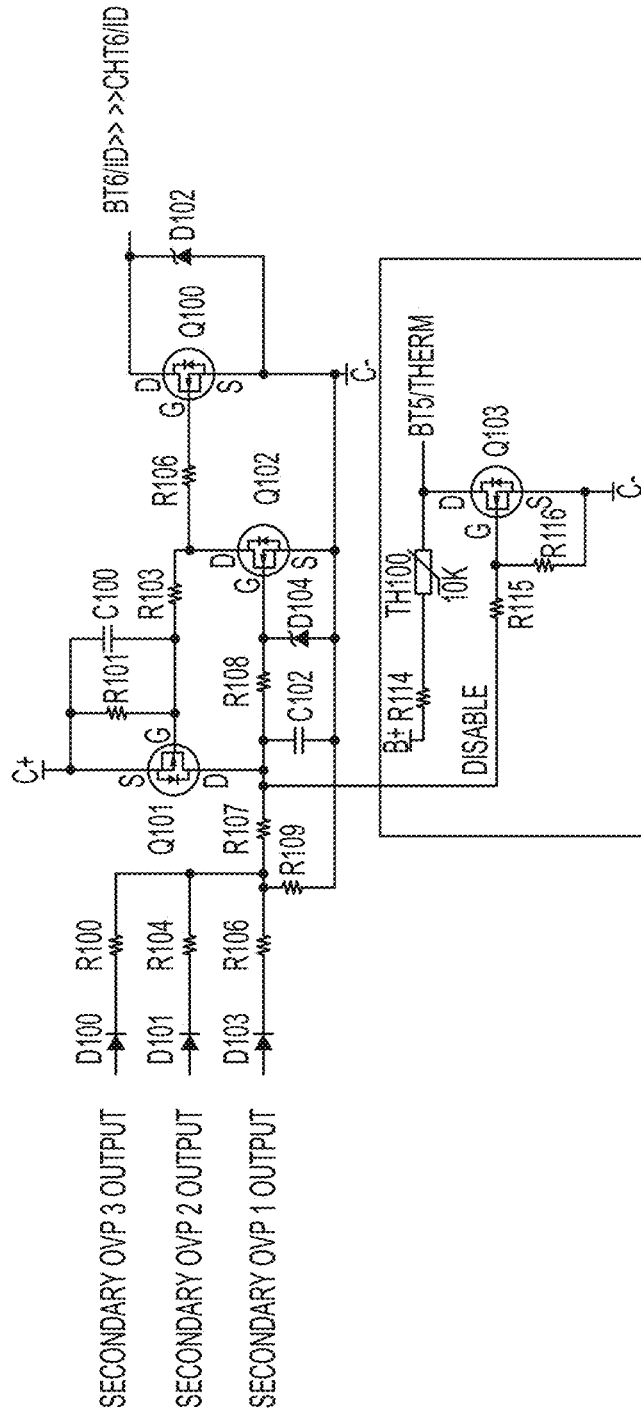 SECONDARY OVP 3 OUTPUT
SECONDARY OVP 2 OUTPUT
SECONDARY OVP 1 OUTPUT
D100
D101
D103
R100
R104
R106
R107
R109
C+
S
G
D
Q101
R101
C100
R103
R108
C102
D104
D
G
S
Q102
R106
D
G
S
Q100
D102
BT6/ID>> >>CHT6/ID
C-
DISABLE
B+
R114
TH100
10K
BT5/THERM
R115
R116
D
G
S
Q103
C-